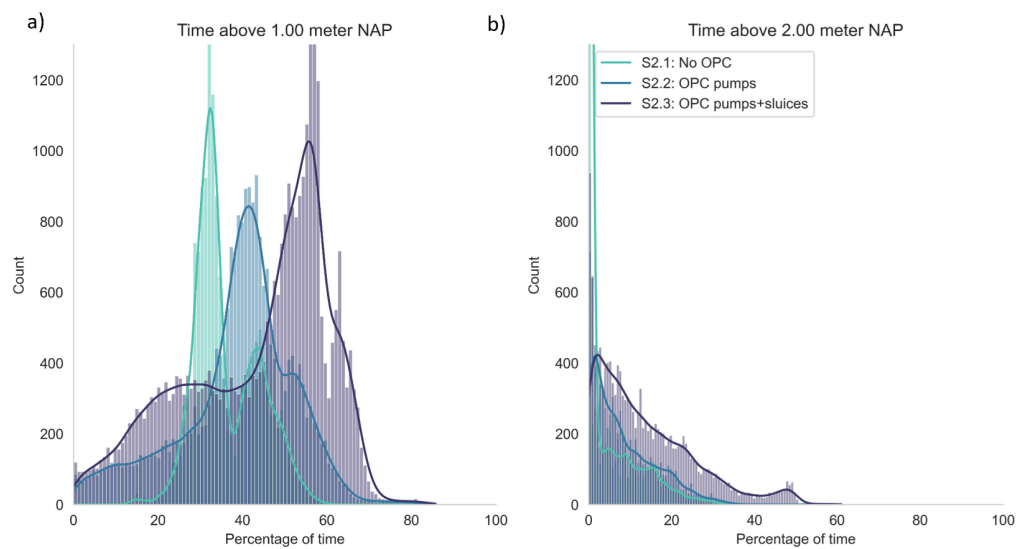 a)
Time above 1.00 meter NAP
1200
1000
800
600
400
200
0
Count
0 20 40 60 80 100
Percentage of time
b)
Time above 2.00 meter NAP
S2.1: No OPC
S2.2: OPC pumps
S2.3: OPC pumps+sluices
1200
1000
800
600
400
200
0
Count
0 20 40 60 80 100
Percentage of time